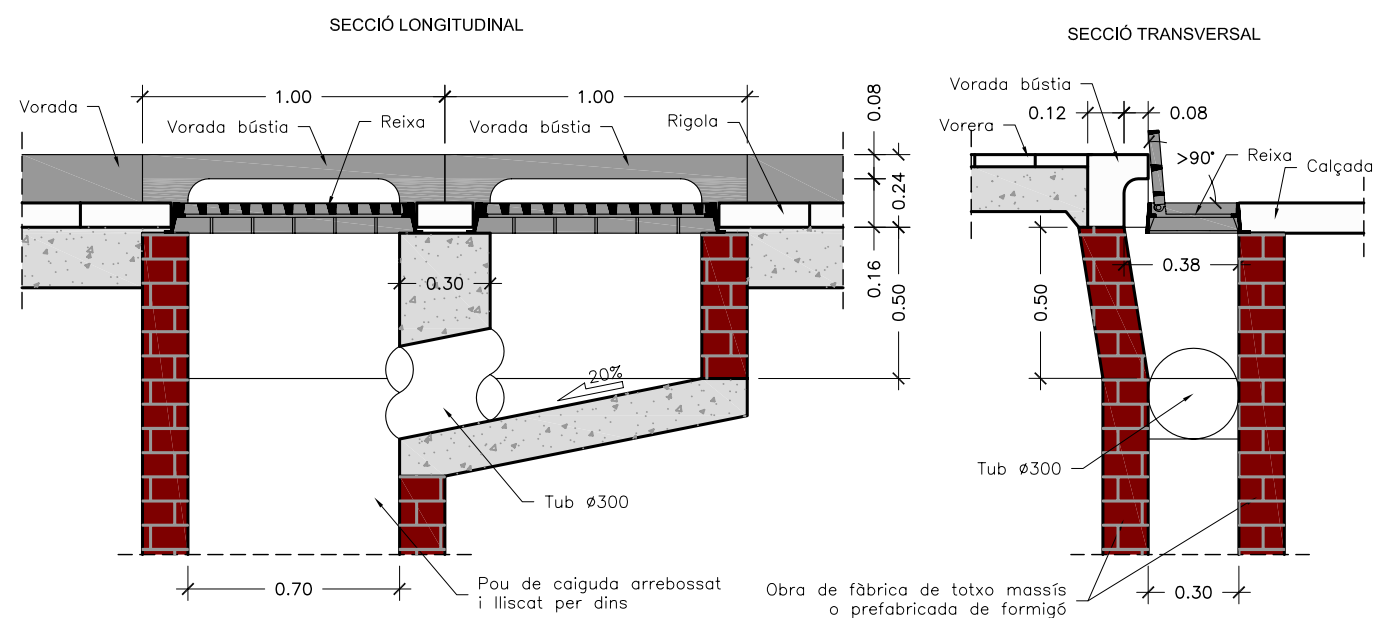 SECCIÓ LONGITUDINAL
1.00
1.00
0.08
Vorada
Vorada bústia
Reixa
Vorada bústia
Rigola
0.24
0.16
0.30
0.50
20%
Tub ø300
0.70
Pou de caiguda arrebossat
i lliscat per dins
SECCIÓ TRANSVERSAL
Vorada bústia
0.12
0.08
Vorera
>90°
Reixa
Calçada
0.38
0.50
Tub ø300
Obra de fàbrica de totxo massís
o prefabricada de formigó
0.30